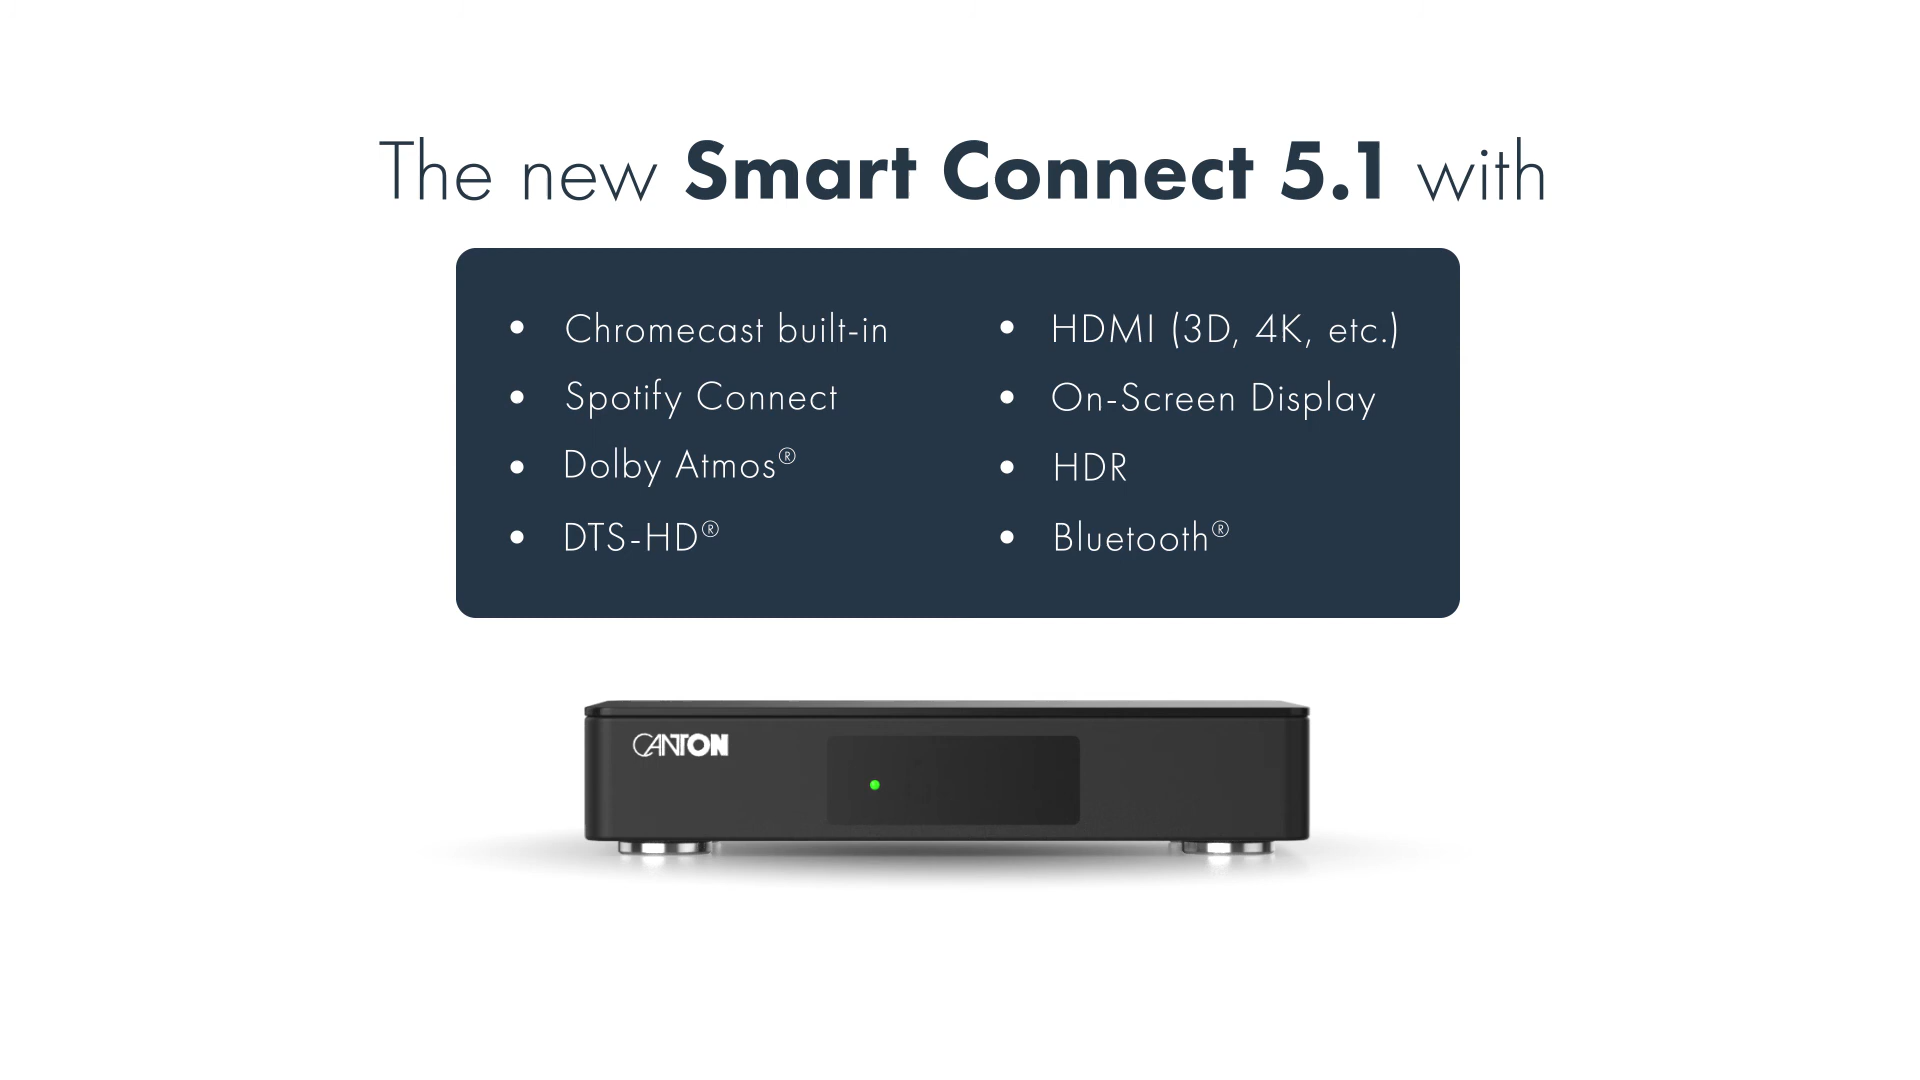 The new Smart Connect 5.1 with
• Chromecast built-in
• Spotify Connect
• Dolby Atmos®
• DTS-HD®
• HDMI (3D, 4K, etc.)
• On-Screen Display
• HDR
• Bluetooth®
CANTON